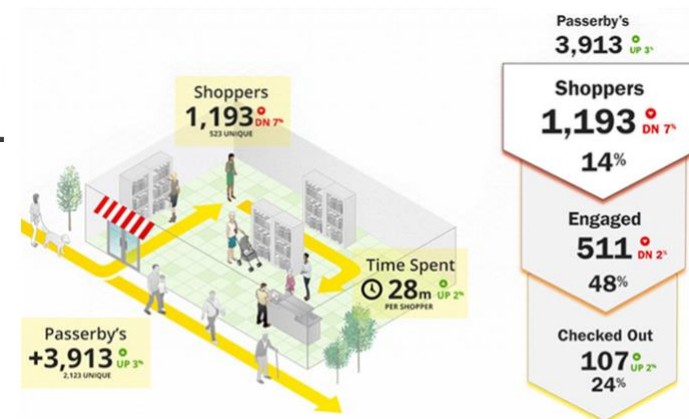 Shoppers
1,193 DN 7%
523 UNIQUE
Time Spent
28m UP 2%
PER SHOPPER
Passerby's
+3,913 UP 3%
2,123 UNIQUE
Passerby's
3,913 UP 3%
Shoppers
1,193 DN 7%
14%
Engaged
511 DN 2%
48%
Checked Out
107 UP 2%
24%